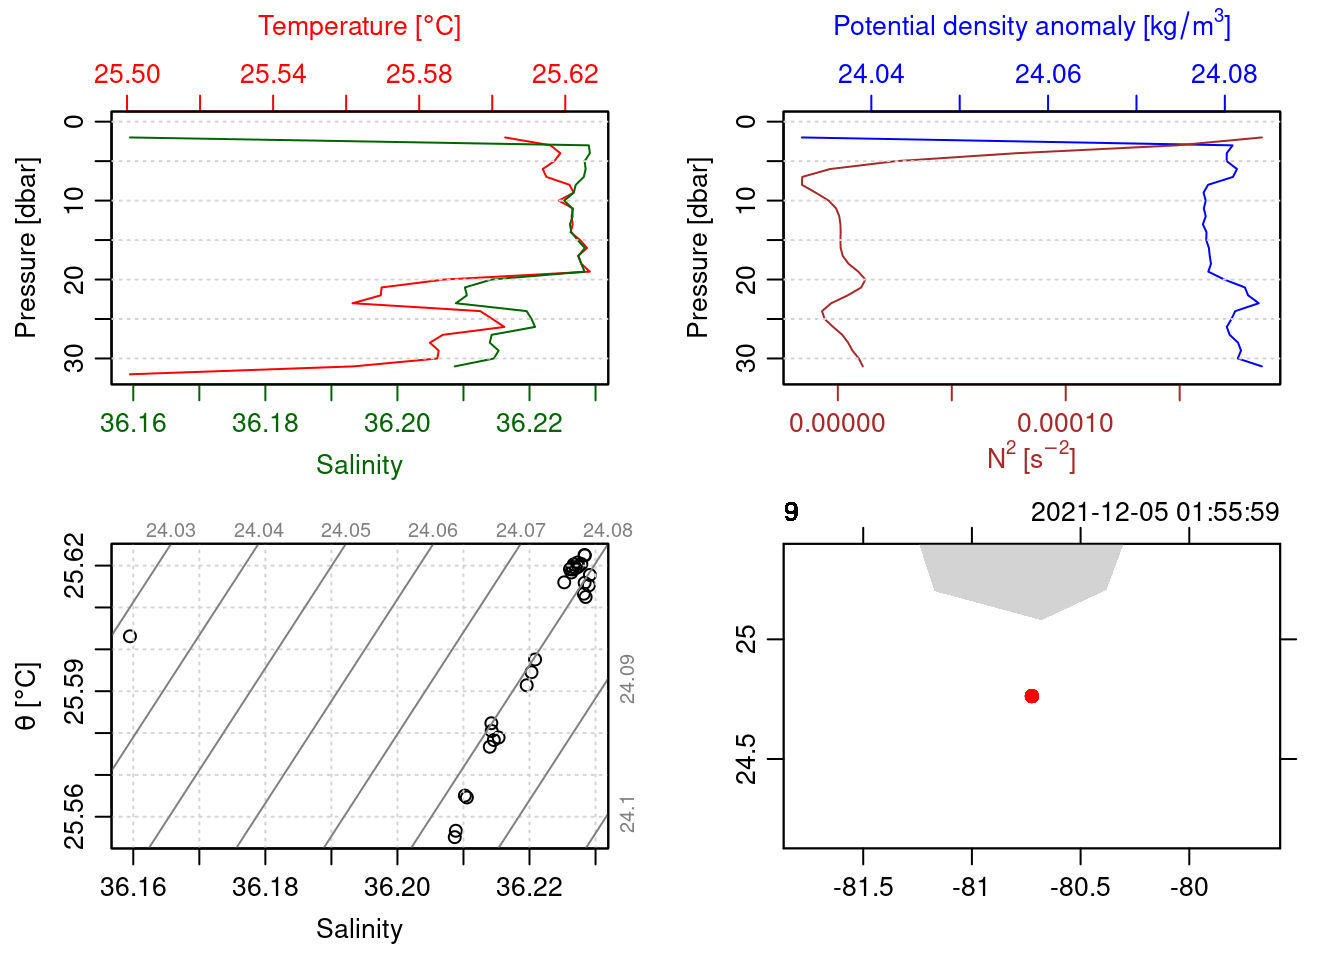 Temperature [°C]
25.50 25.54 25.58 25.62
0
10
20
30
Pressure [dbar]
36.16 36.18 36.20 36.22
Salinity
Potential density anomaly [kg/m³]
24.04 24.06 24.08
0
10
20
30
Pressure [dbar]
0.00000 0.00010
N² [s⁻²]
24.03 24.04 24.05 24.06 24.07 24.08
24.09
24.1
25.62
25.59
25.56
θ [°C]
36.16 36.18 36.20 36.22
Salinity
2021-12-05 01:55:59
25
24.5
-81.5 -81 -80.5 -80